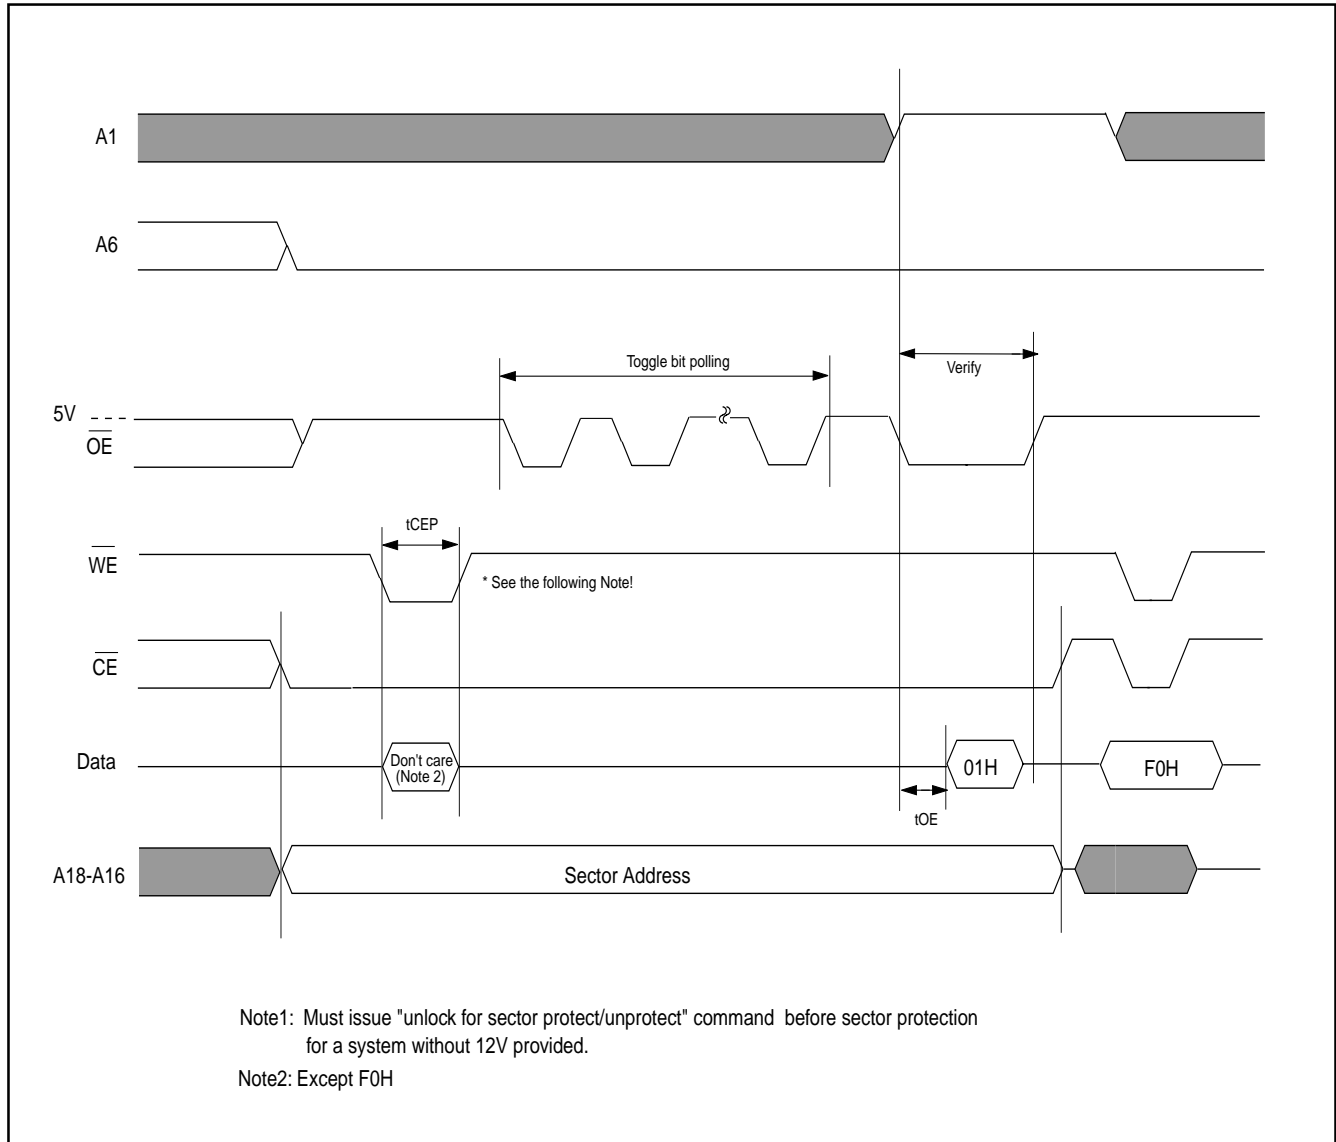 A1
A6
Toggle bit polling
Verify
5V
OE
tCEP
WE
* See the following Note!
CE
Data
Don't care
(Note 2)
01H
F0H
tOE
A18-A16
Sector Address
Note1: Must issue "unlock for sector protect/unprotect" command before sector protection
for a system without 12V provided.
Note2: Except F0H